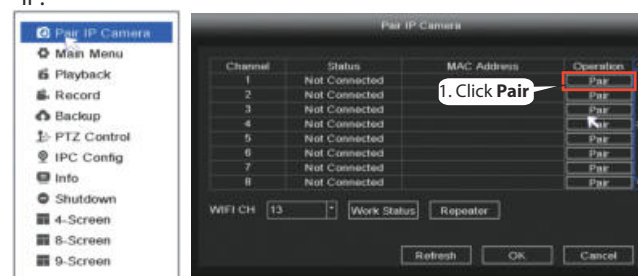 Pair IP Camera
Main Menu
Playback
Record
Backup
PTZ Control
IPC Config
Info
Shutdown
4-Screen
8-Screen
9-Screen
Pair IP Camera
Channel Status MAC Address Operation
1 Not Connected Pair
2 Not Connected Pair
3 Not Connected Pair
4 Not Connected Pair
5 Not Connected Pair
6 Not Connected Pair
7 Not Connected Pair
8 Not Connected Pair
1. Click Pair
WIFI CH 13 Work Status Repeater
Refresh OK Cancel